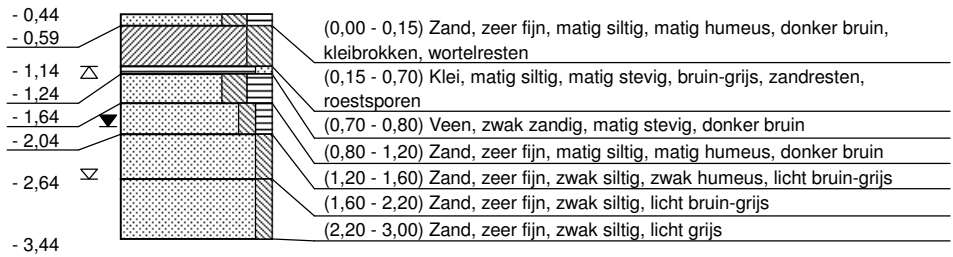 - 0,44
- 0,59
- 1,14
- 1,24
- 1,64
- 2,04
- 2,64
- 3,44
(0,00 - 0,15) Zand, zeer fijn, matig siltig, matig humeus, donker bruin,
kleibrokken, wortelresten
(0,15 - 0,70) Klei, matig siltig, matig stevig, bruin-grijs, zandresten,
roestsporen
(0,70 - 0,80) Veen, zwak zandig, matig stevig, donker bruin
(0,80 - 1,20) Zand, zeer fijn, matig siltig, matig humeus, donker bruin
(1,20 - 1,60) Zand, zeer fijn, zwak siltig, zwak humeus, licht bruin-grijs
(1,60 - 2,20) Zand, zeer fijn, zwak siltig, licht bruin-grijs
(2,20 - 3,00) Zand, zeer fijn, zwak siltig, licht grijs